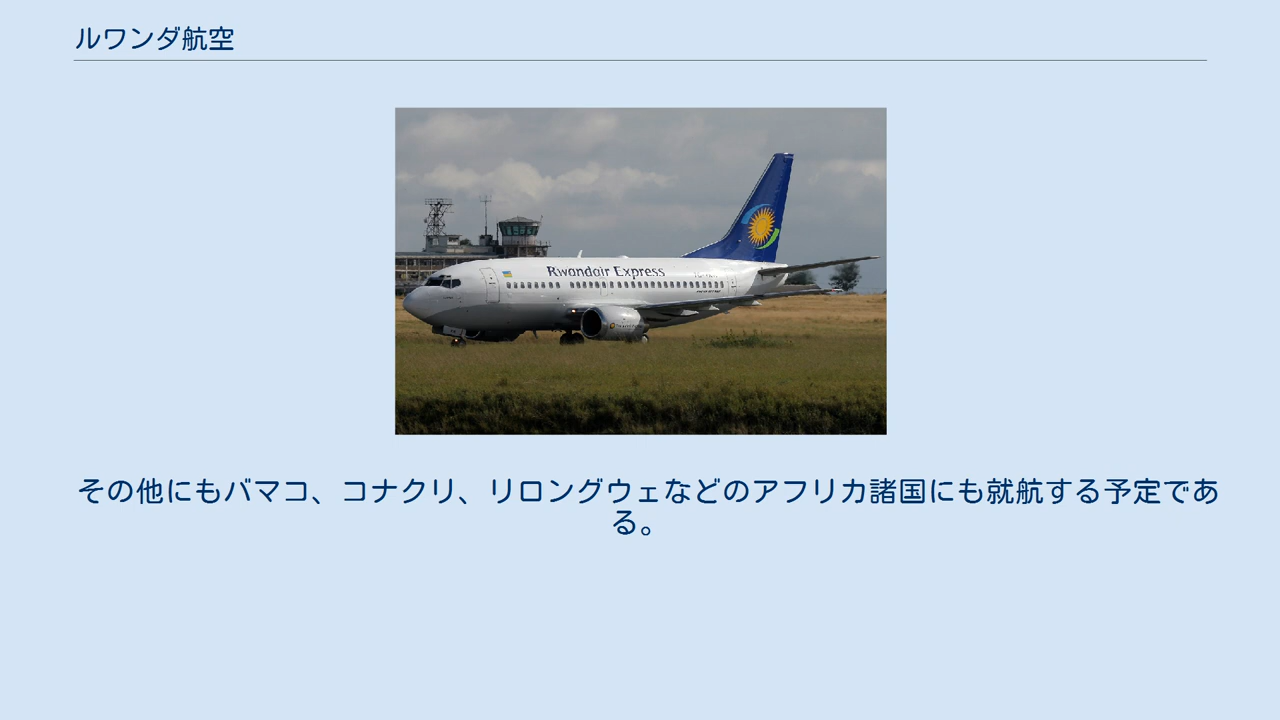 ルワンダ航空
Rwandair Express
その他にもバマコ、コナクリ、リロングウェなどのアフリカ諸国にも就航する予定であ
る。